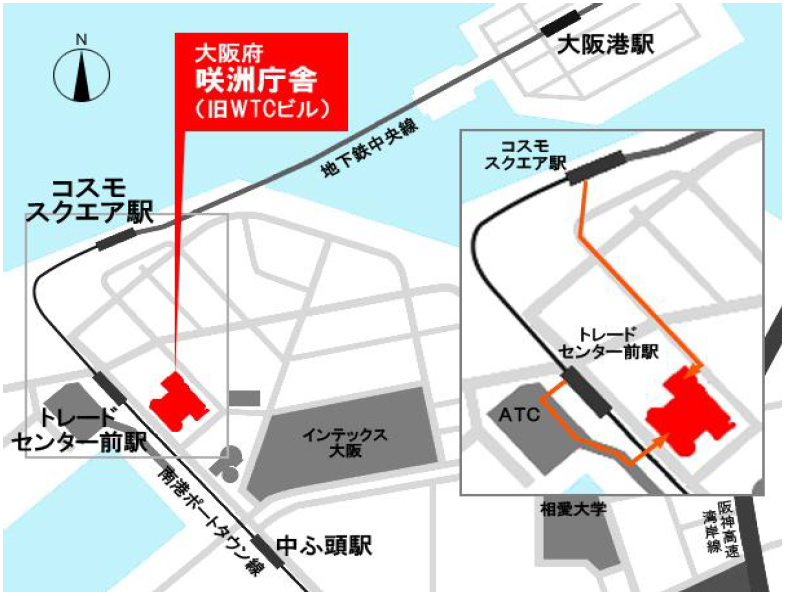 N
大阪府
咲洲庁舎
(旧WTCビル)
大阪港駅
地下鉄中央線
コスモ
スクエア駅
トレード
センター前駅
インテックス
大阪
南港ポートタウン線
中ふ頭駅
コスモ
スクエア駅
トレード
センター前駅
ATC
相愛大学
阪神高速
湾岸線